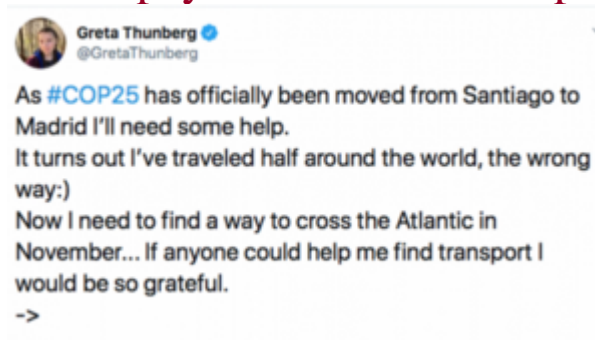 Greta Thunberg
@GretaThunberg
As #COP25 has officially been moved from Santiago to
Madrid I'll need some help.
It turns out I've traveled half around the world, the wrong
way:)
Now I need to find a way to cross the Atlantic in
November... If anyone could help me find transport I
would be so grateful.
->